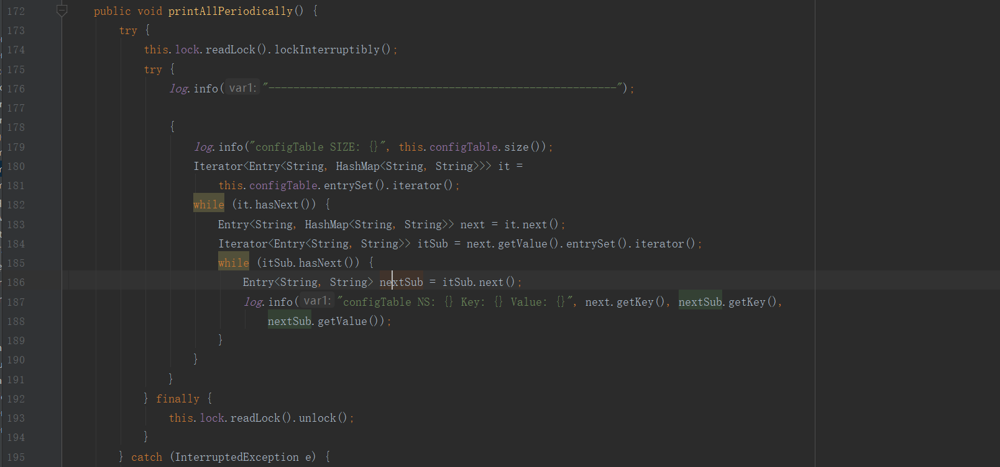 172 public void printAllPeriodically() {
173 try {
174 this.lock.readLock().lockInterruptibly();
175 try {
176 log.info( var1: "--------------------------------------------------------");
177
178 {
179 log.info("configTable SIZE: {}", this.configTable.size());
180 Iterator<Entry<String, HashMap<String, String>>> it =
181 this.configTable.entrySet().iterator();
182 while (it.hasNext()) {
183 Entry<String, HashMap<String, String>> next = it.next();
184 Iterator<Entry<String, String>> itSub = next.getValue().entrySet().iterator();
185 while (itSub.hasNext()) {
186 Entry<String, String> nextSub = itSub.next();
187 log.info( var1: "configTable NS: {} Key: {} Value: {}", next.getKey(), nextSub.getKey(),
188 nextSub.getValue());
189 }
190 }
191 }
192 } finally {
193 this.lock.readLock().unlock();
194 }
195 } catch (InterruptedException e) {